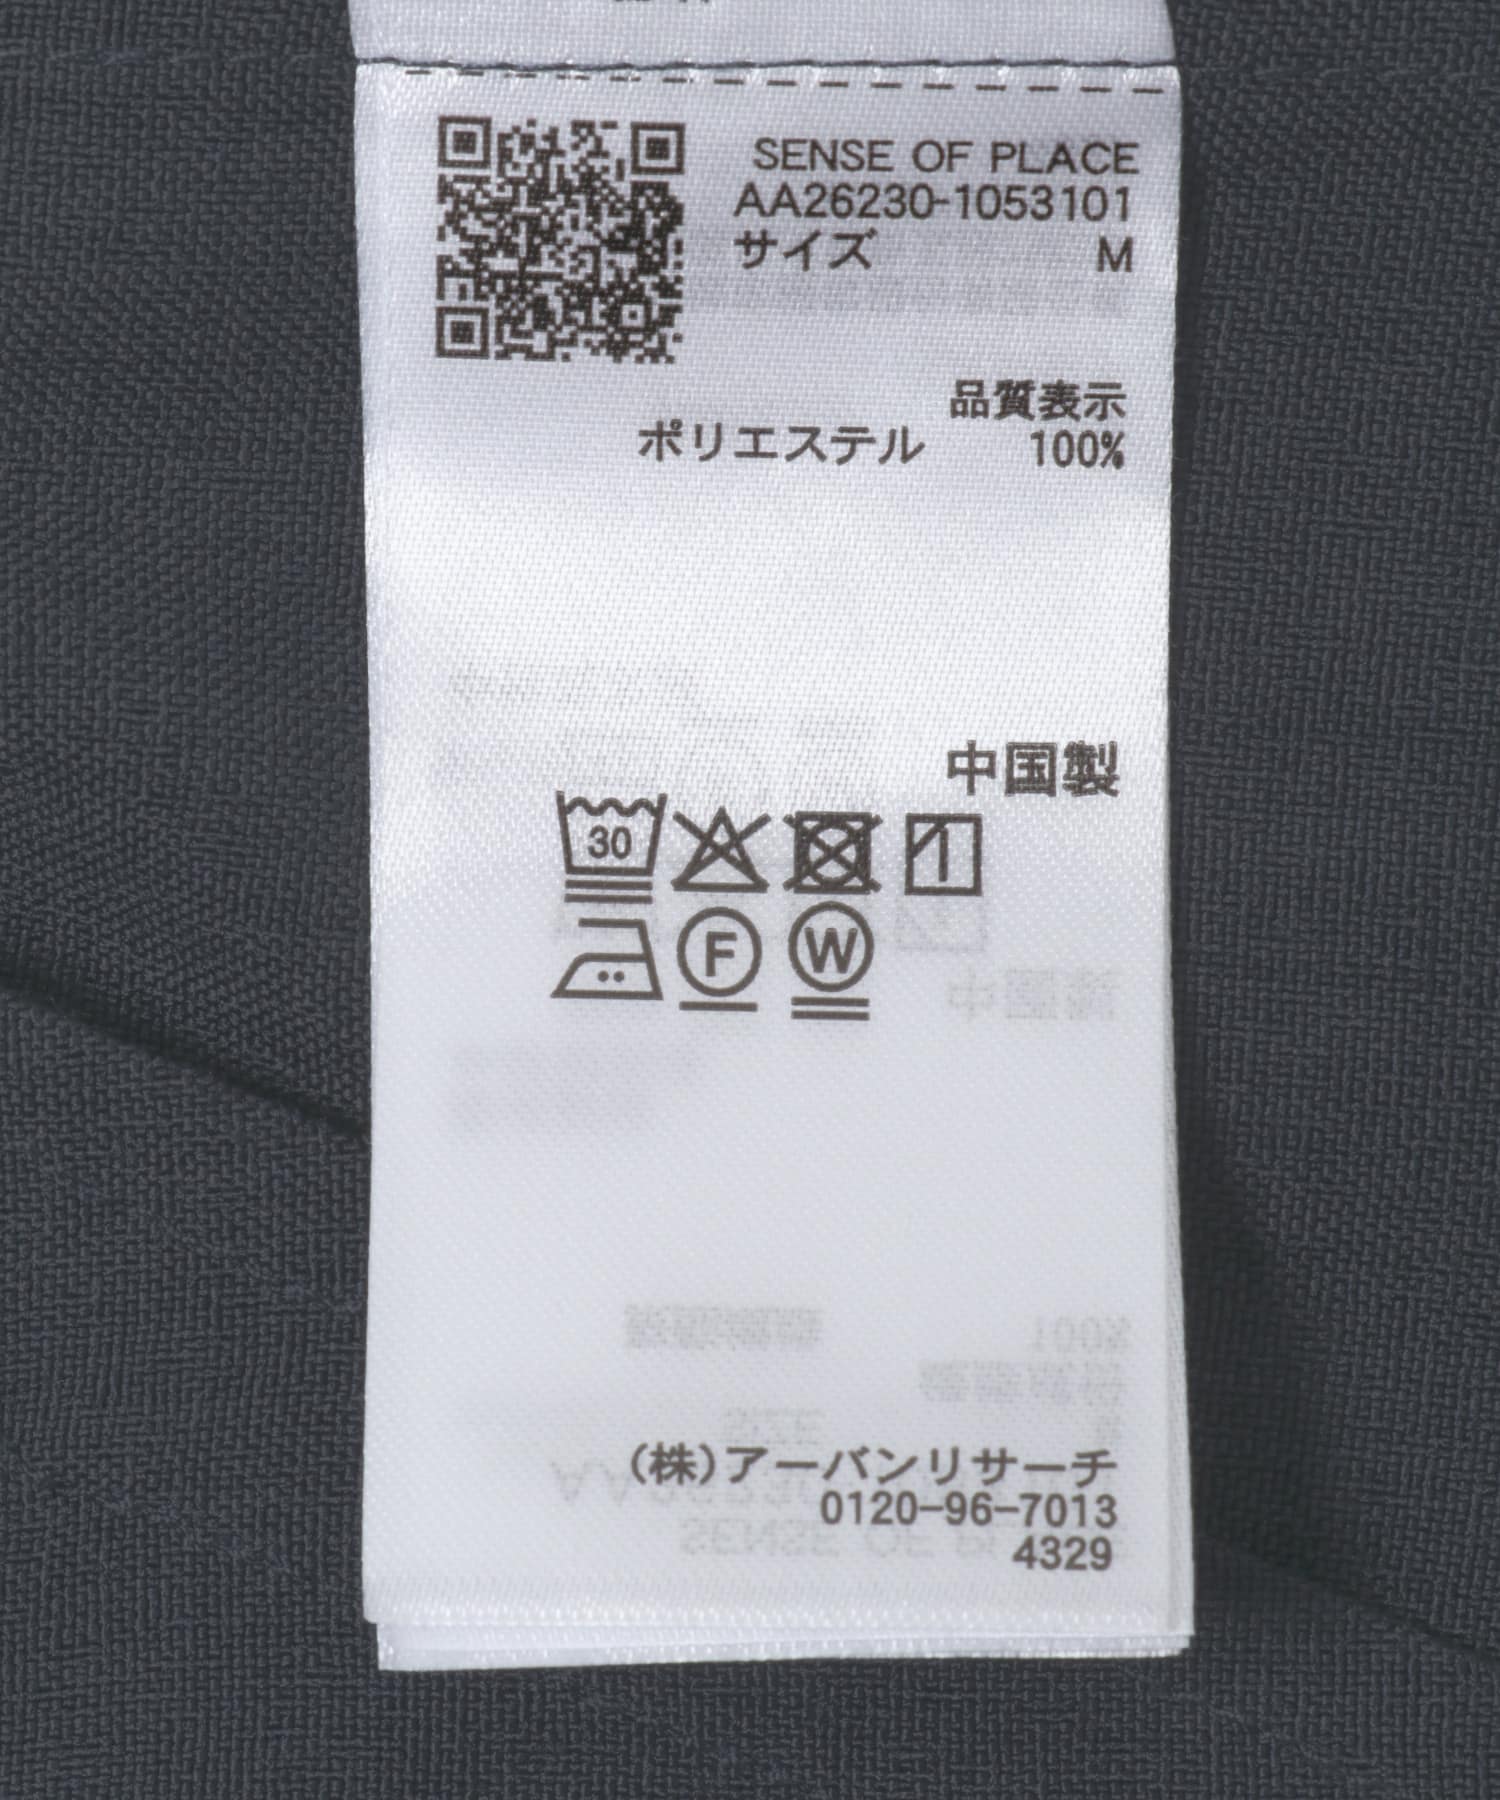 SENSE OF PLACE
AA26230-1053101
サイズ M
品質表示
ポリエステル 100%
中国製
30
F W
(株)アーバンリサーチ
0120-96-7013
4329